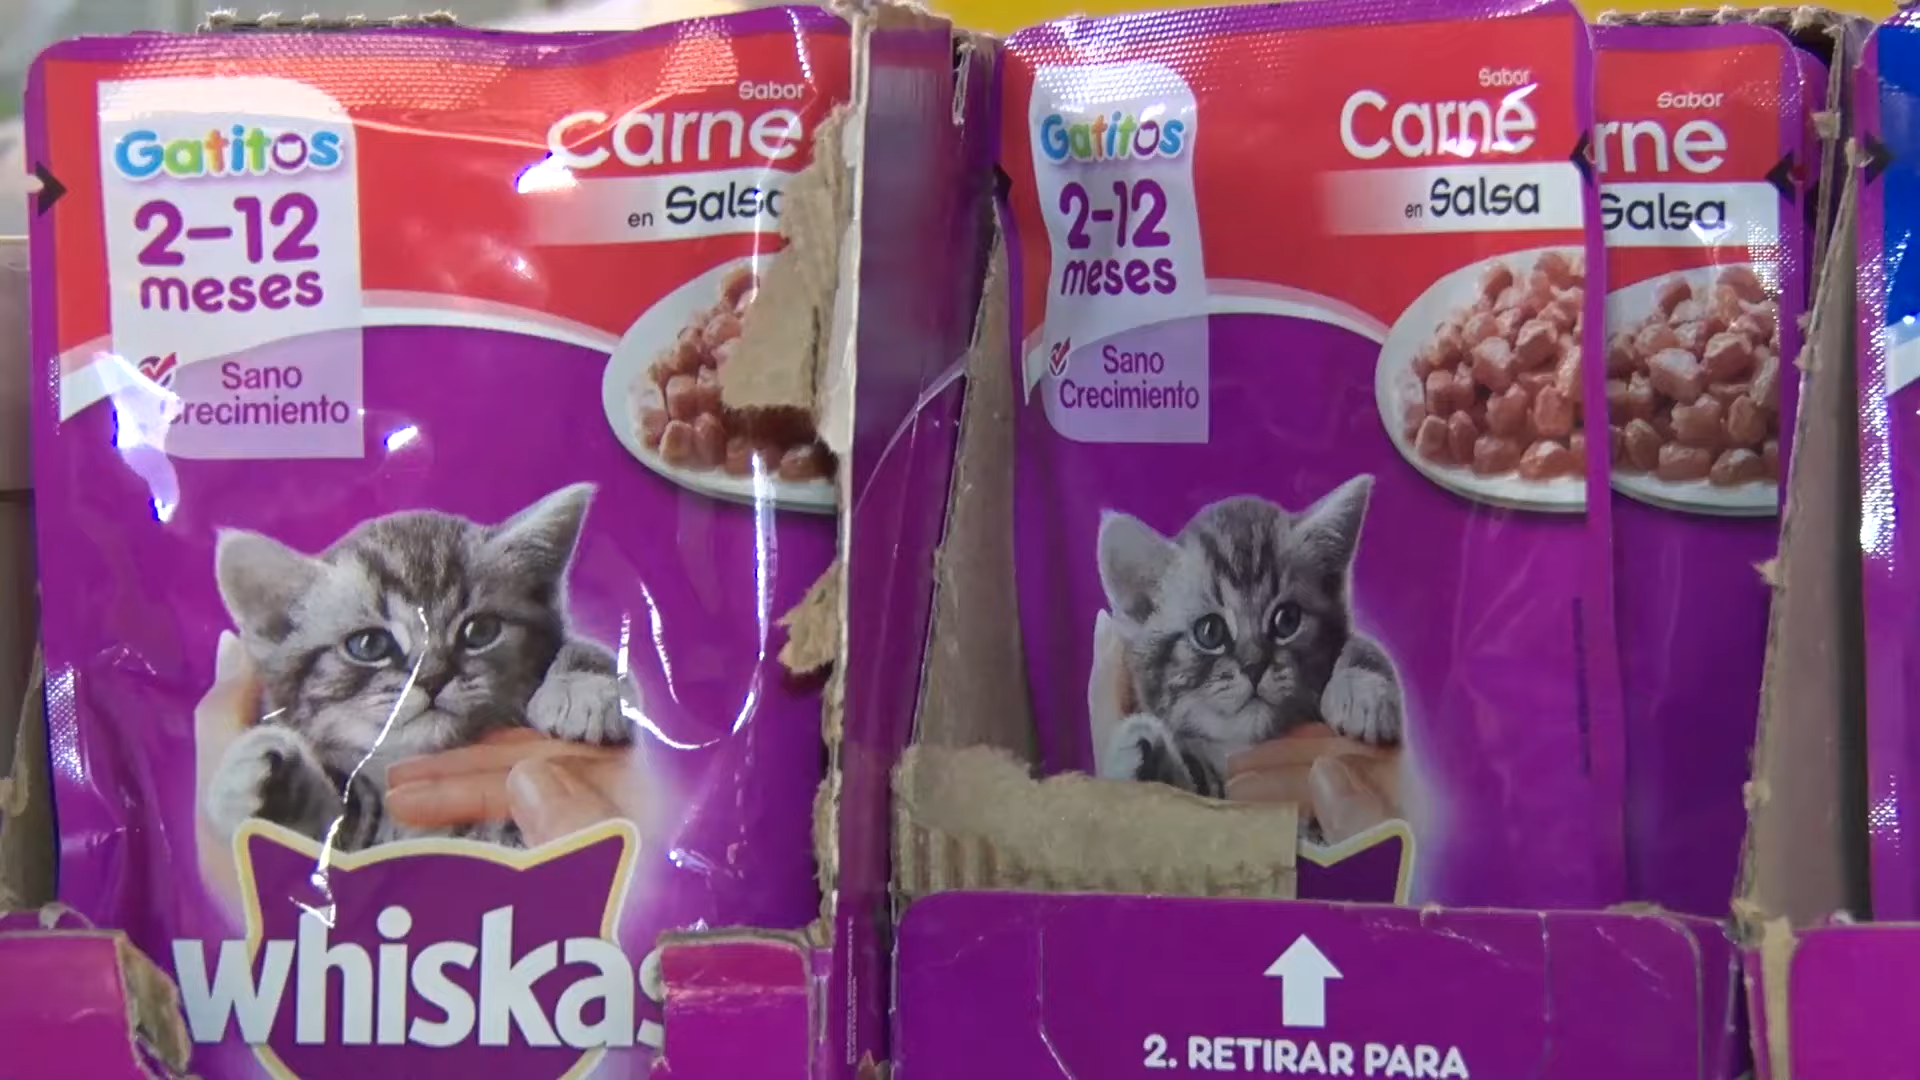 Gatitos
2-12
meses
Sano
Crecimiento
Sabor
Carne
en Salsa
whiskas
Gatitos
2-12
meses
Sano
Crecimiento
Sabor
Carne
en Salsa
Sabor
rne
Salsa
2. RETIRAR PARA